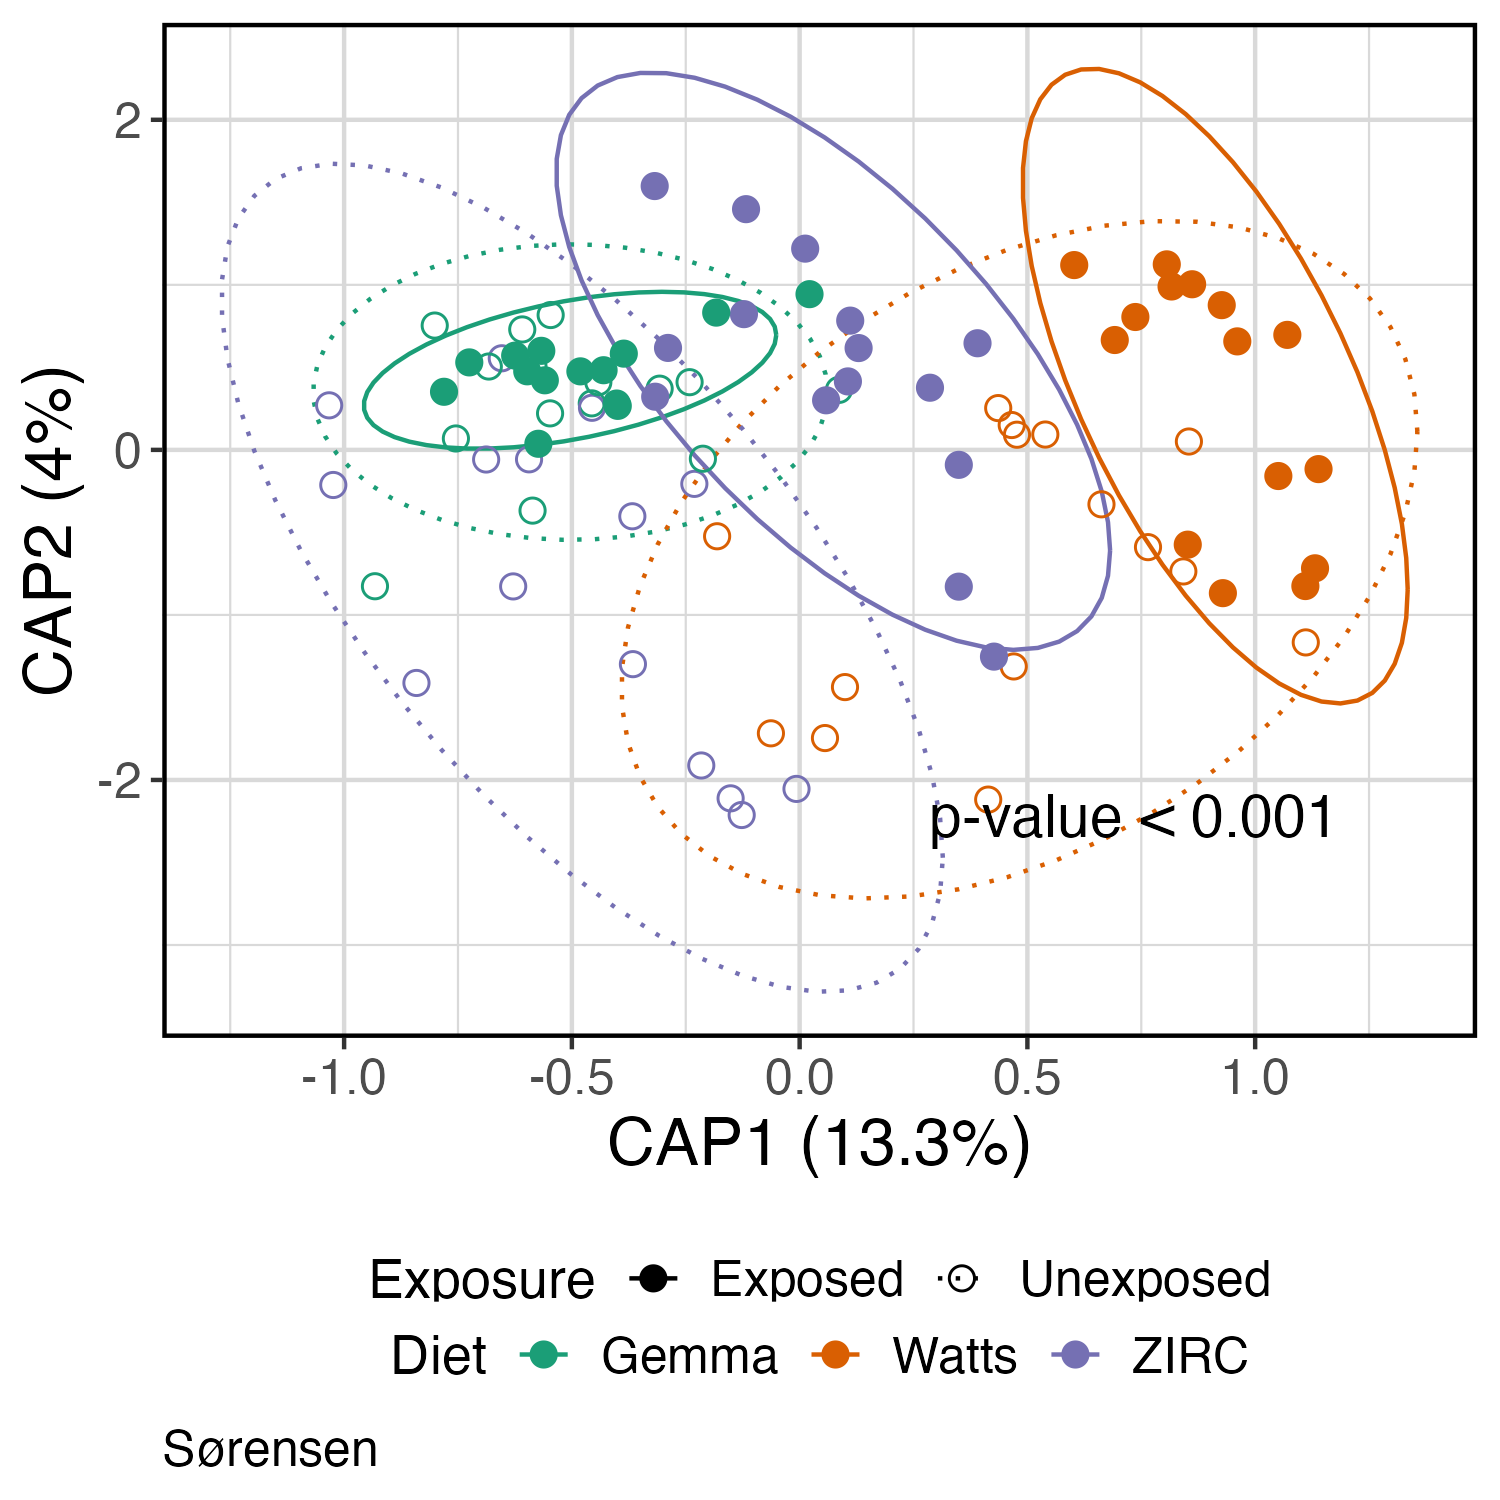 CAP2 (4%)
2
0
-2
p-value < 0.001
-1.0 -0.5 0.0 0.5 1.0
CAP1 (13.3%)
Exposure Exposed Unexposed
Diet Gemma Watts ZIRC
Sørensen